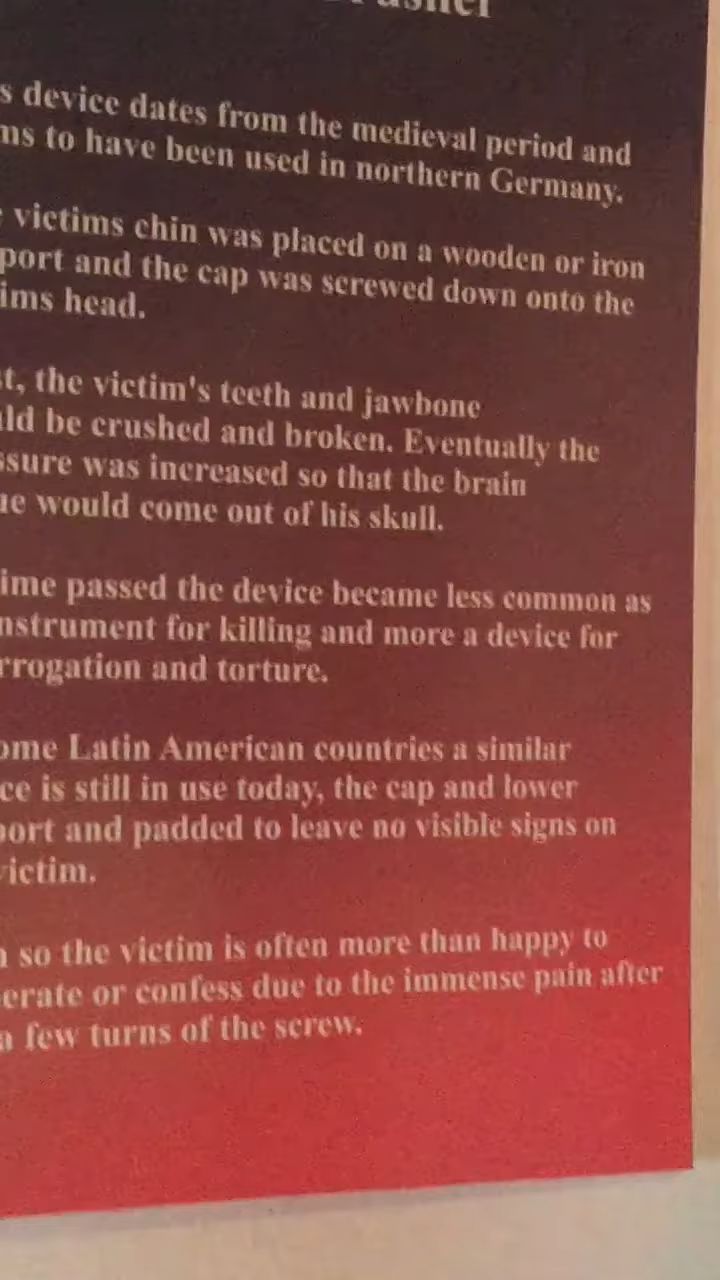 device dates from the medieval period and
to have been used in northern Germany.
victims chin was placed on a wooden or iron
port and the cap was screwed down onto the
ims head.
st, the victim's teeth and jawbone
ld be crushed and broken. Eventually the
ssure was increased so that the brain
ue would come out of his skull.
ime passed the device became less common as
nstrument for killing and more a device for
rrogation and torture.
ome Latin American countries a similar
ce is still in use today, the cap and lower
port and padded to leave no visible signs on
victim.
so the victim is often more than happy to
erate or confess due to the immense pain after
a few turns of the screw.